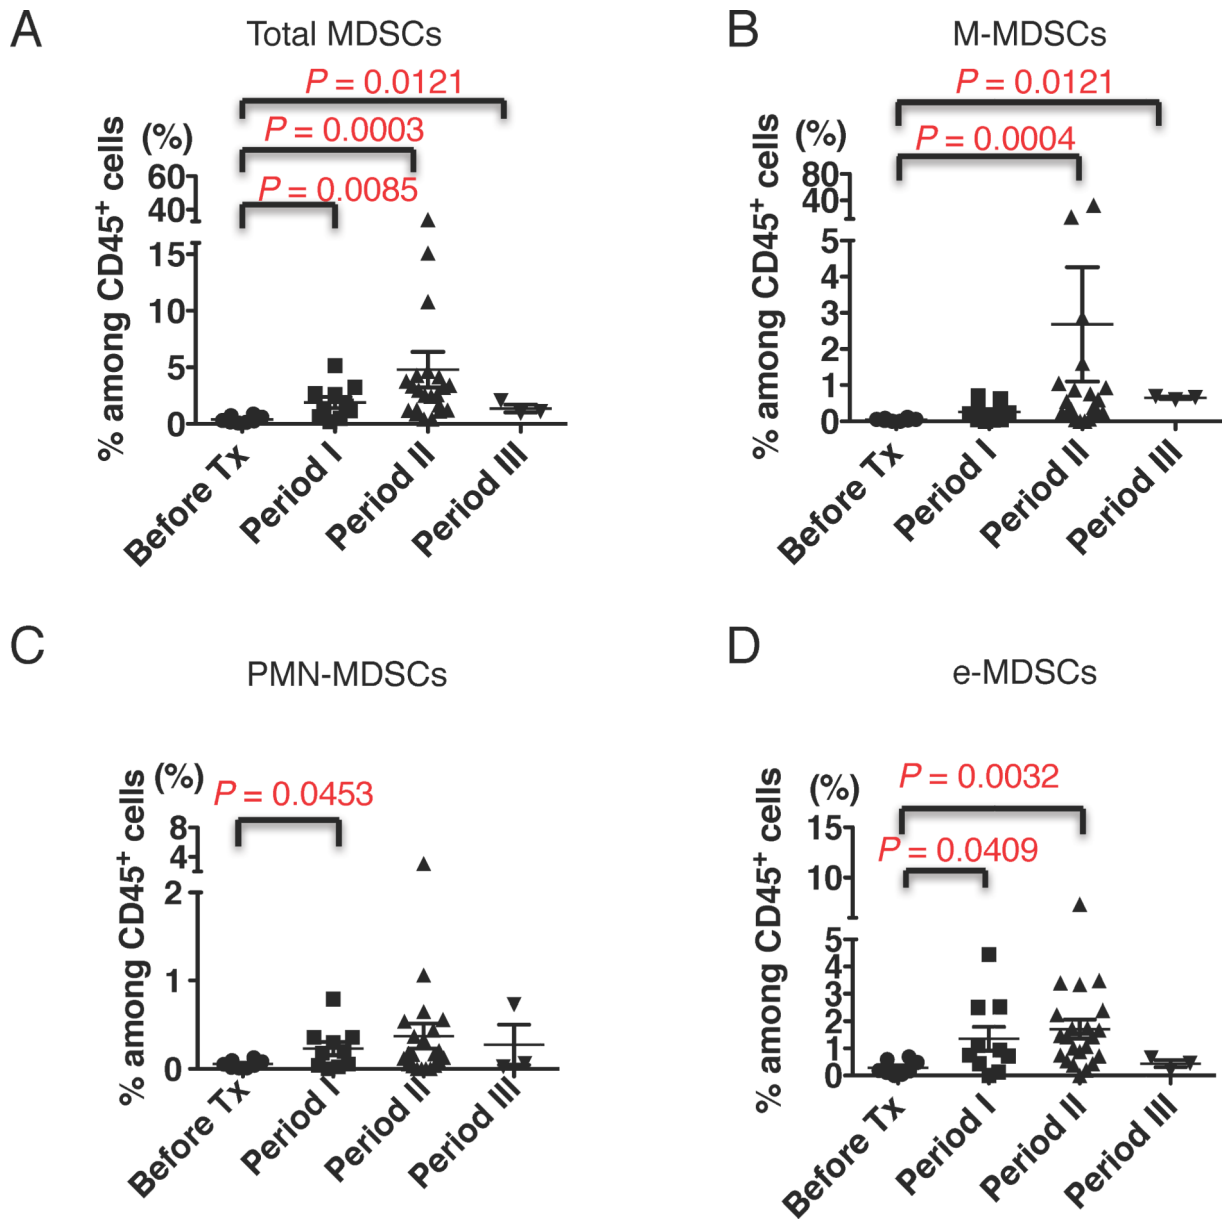 A
Total MDSCs
P = 0.0121
P = 0.0003
P = 0.0085
(%)
% among CD45+ cells
60
40
15
10
5
0
Before Tx
Period I
Period II
Period III
B
M-MDSCs
P = 0.0121
P = 0.0004
(%)
% among CD45+ cells
80
40
5
4
3
2
1
0
Before Tx
Period I
Period II
Period III
C
PMN-MDSCs
P = 0.0453
(%)
% among CD45+ cells
8
4
2
1
0
Before Tx
Period I
Period II
Period III
D
e-MDSCs
P = 0.0032
P = 0.0409
(%)
% among CD45+ cells
15
10
5
4
3
2
1
0
Before Tx
Period I
Period II
Period III